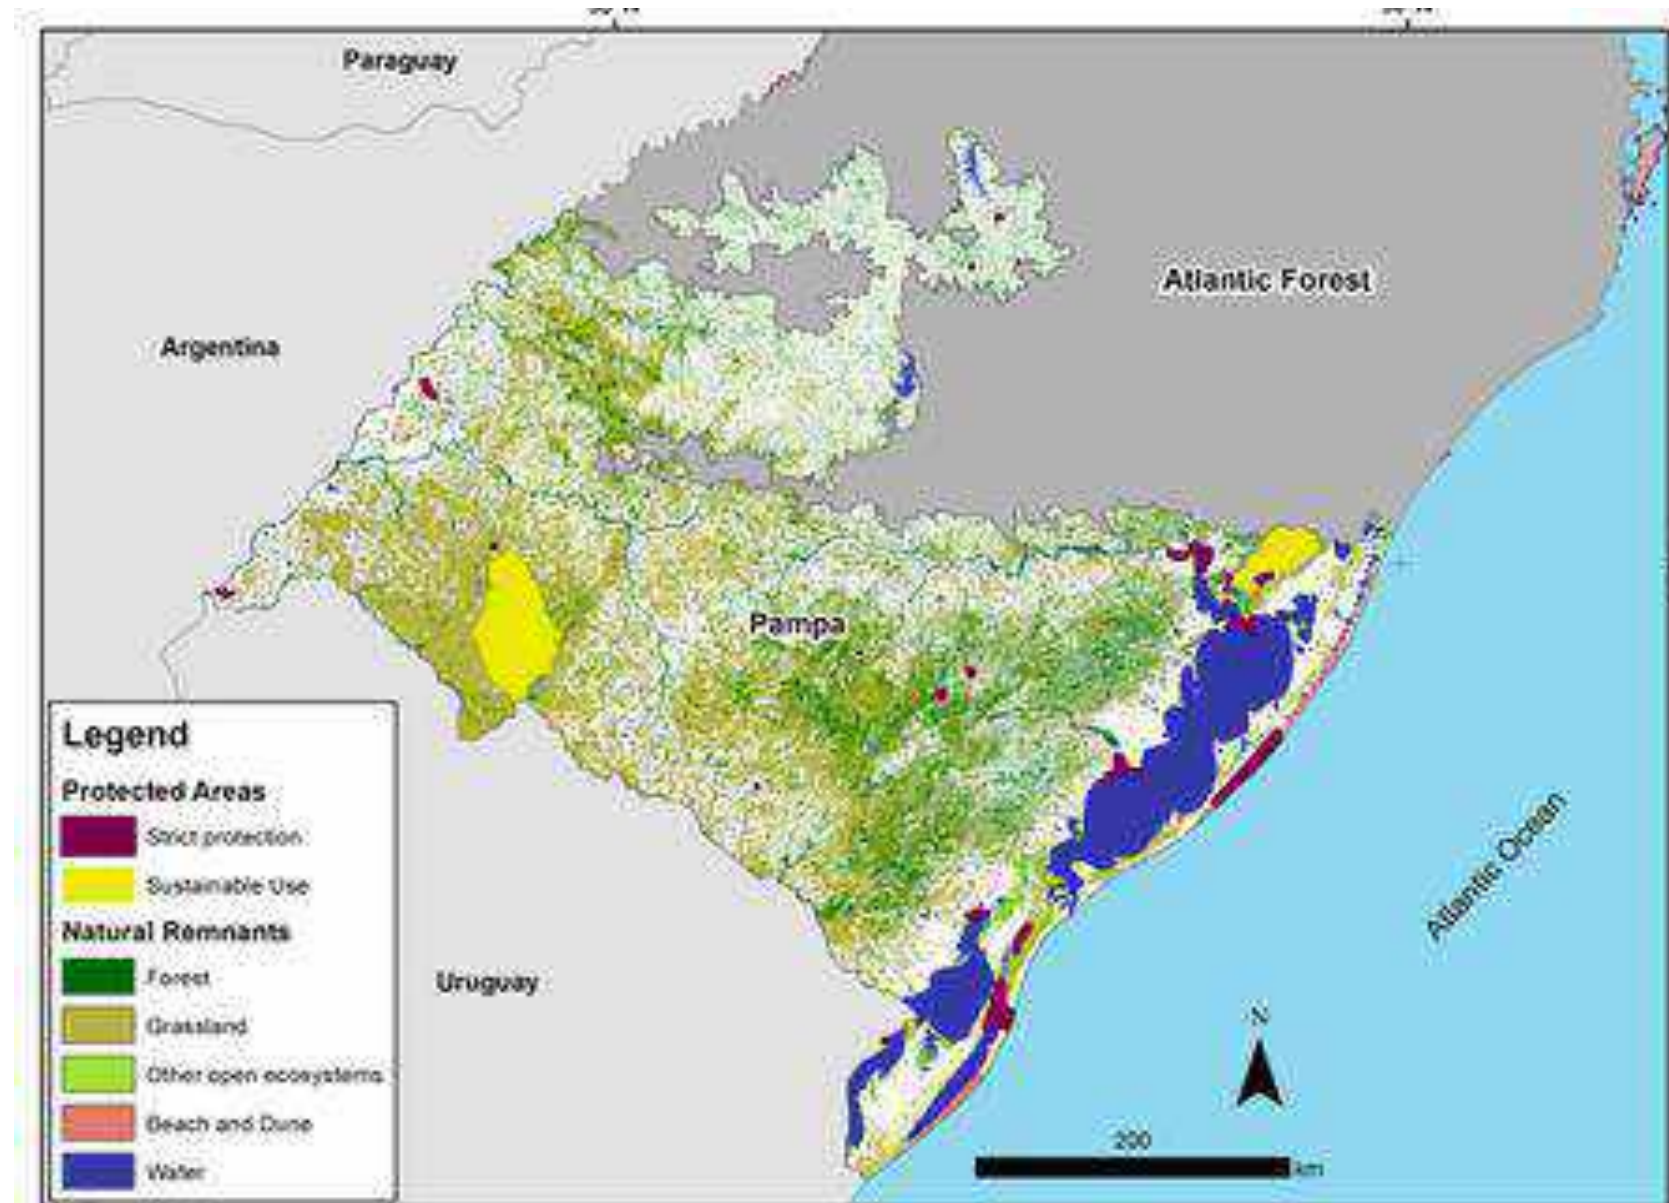 Paraguay
Atlantic Forest
Argentina
Pampa
Legend
Protected Areas
Strict protection
Sustainable Use
Natural Remnants
Forest
Grassland
Other open ecosystems
Beach and Dune
Water
Uruguay
Atlantic Ocean
N
200
km